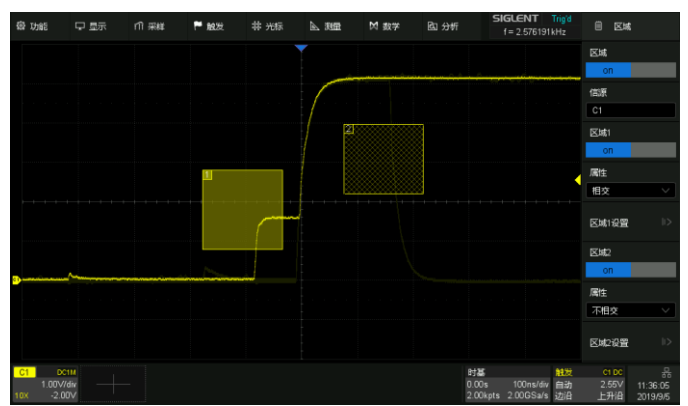 功能 显示 采样 触发 光标 测量 数学 分析 SIGLENT Trig'd 区域
f = 2.576191kHz
区域
on
信源
C1
区域1
on
属性
相交
区域1设置
区域2
on
属性
不相交
区域2设置
1
2
C1 DC1M
1.00V/div
10X -2.00V
时基
0.00s 100ns/div
2.00kpts 2.00GSa/s
触发 C1 DC
自动 2.55V
边沿 上升沿
11:36:05
2019/9/5